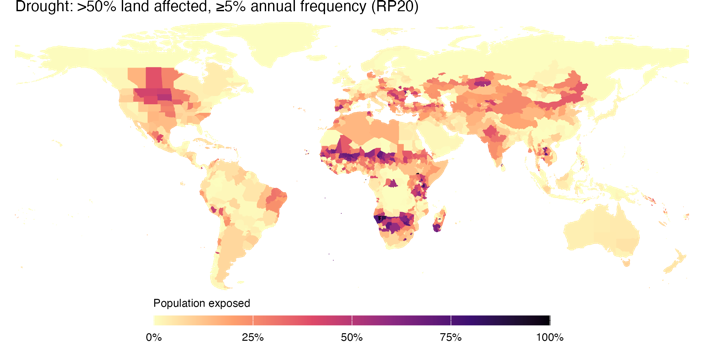 Drought: >50% land affected, ≥5% annual frequency (RP20)
Population exposed
0% 25% 50% 75% 100%